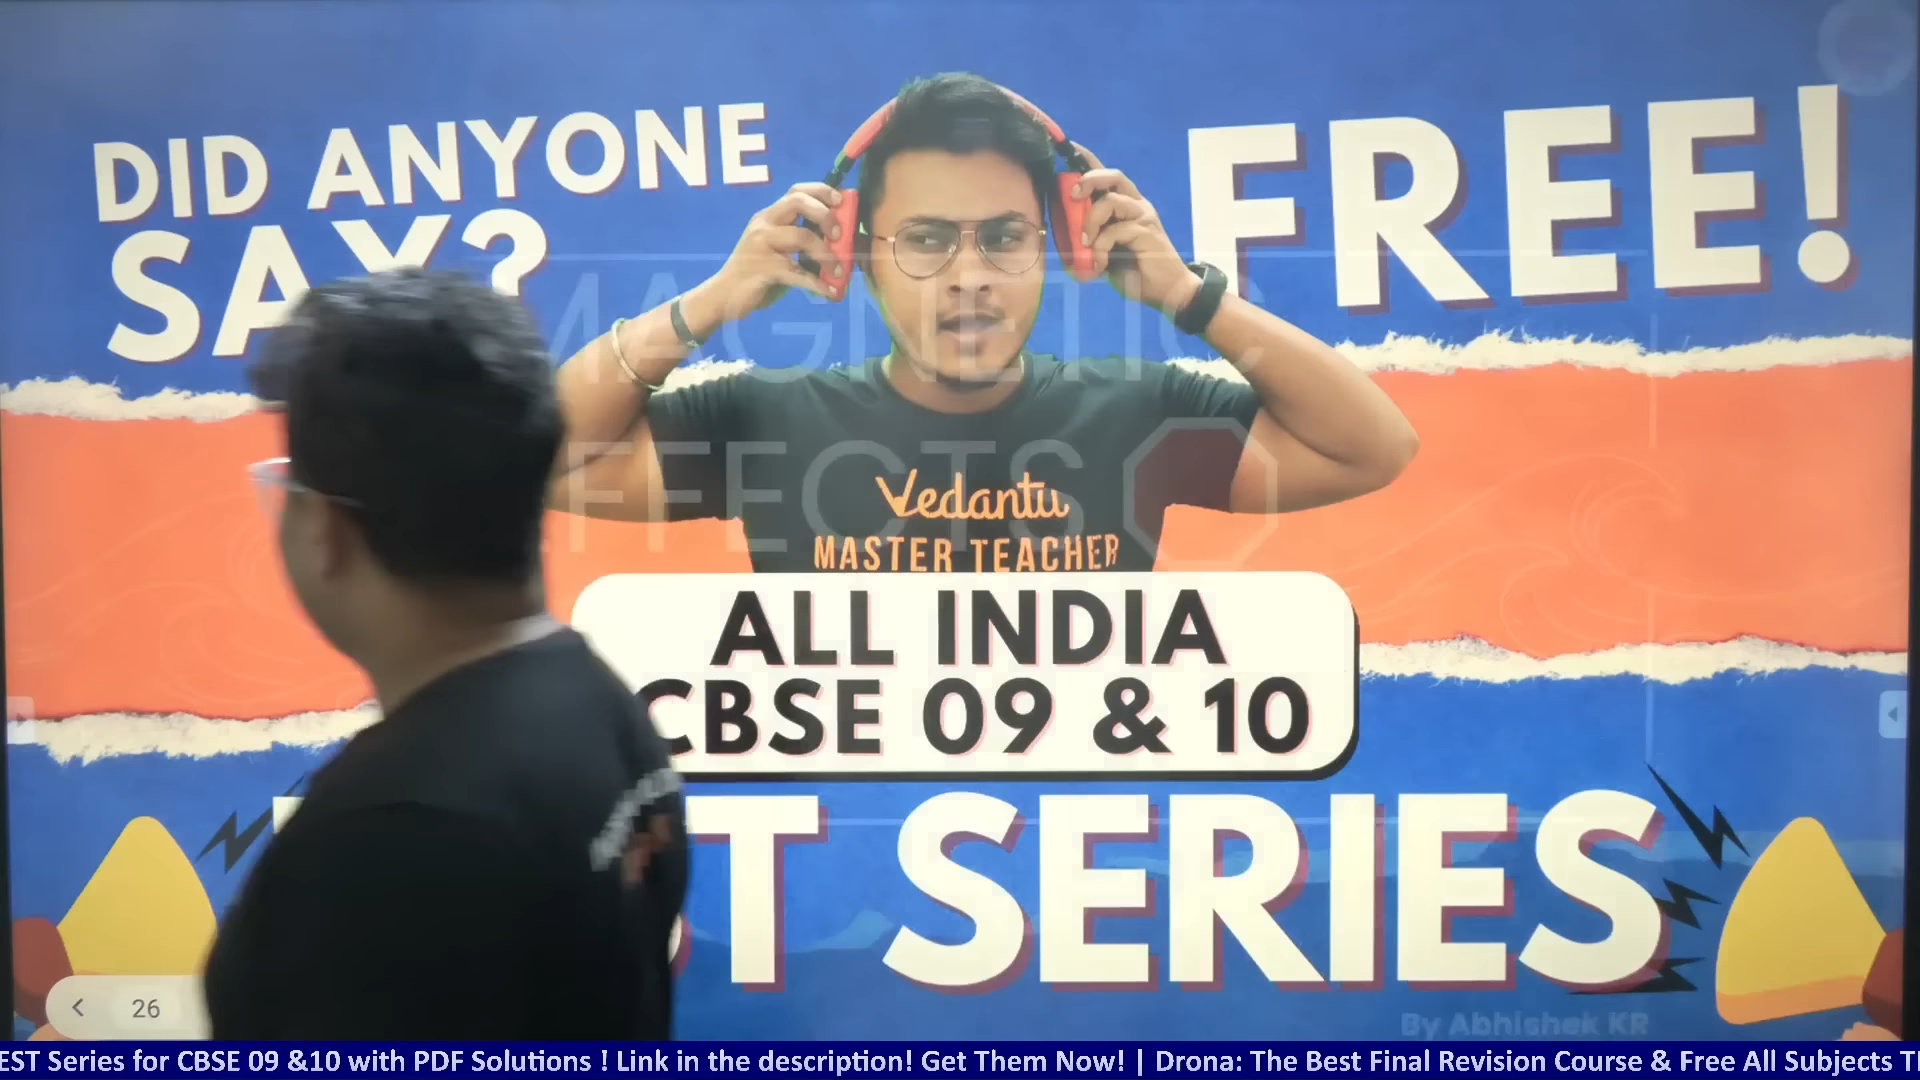 DID ANYONE
SAY?
FREE!
MAGNETIC
EFFECTS
Vedantu
MASTER TEACHER
ALL INDIA
CBSE 09 & 10
T SERIES
26
By Abhishek KR
EST Series for CBSE 09 &10 with PDF Solutions ! Link in the description! Get Them Now! | Drona: The Best Final Revision Course & Free All Subjects T